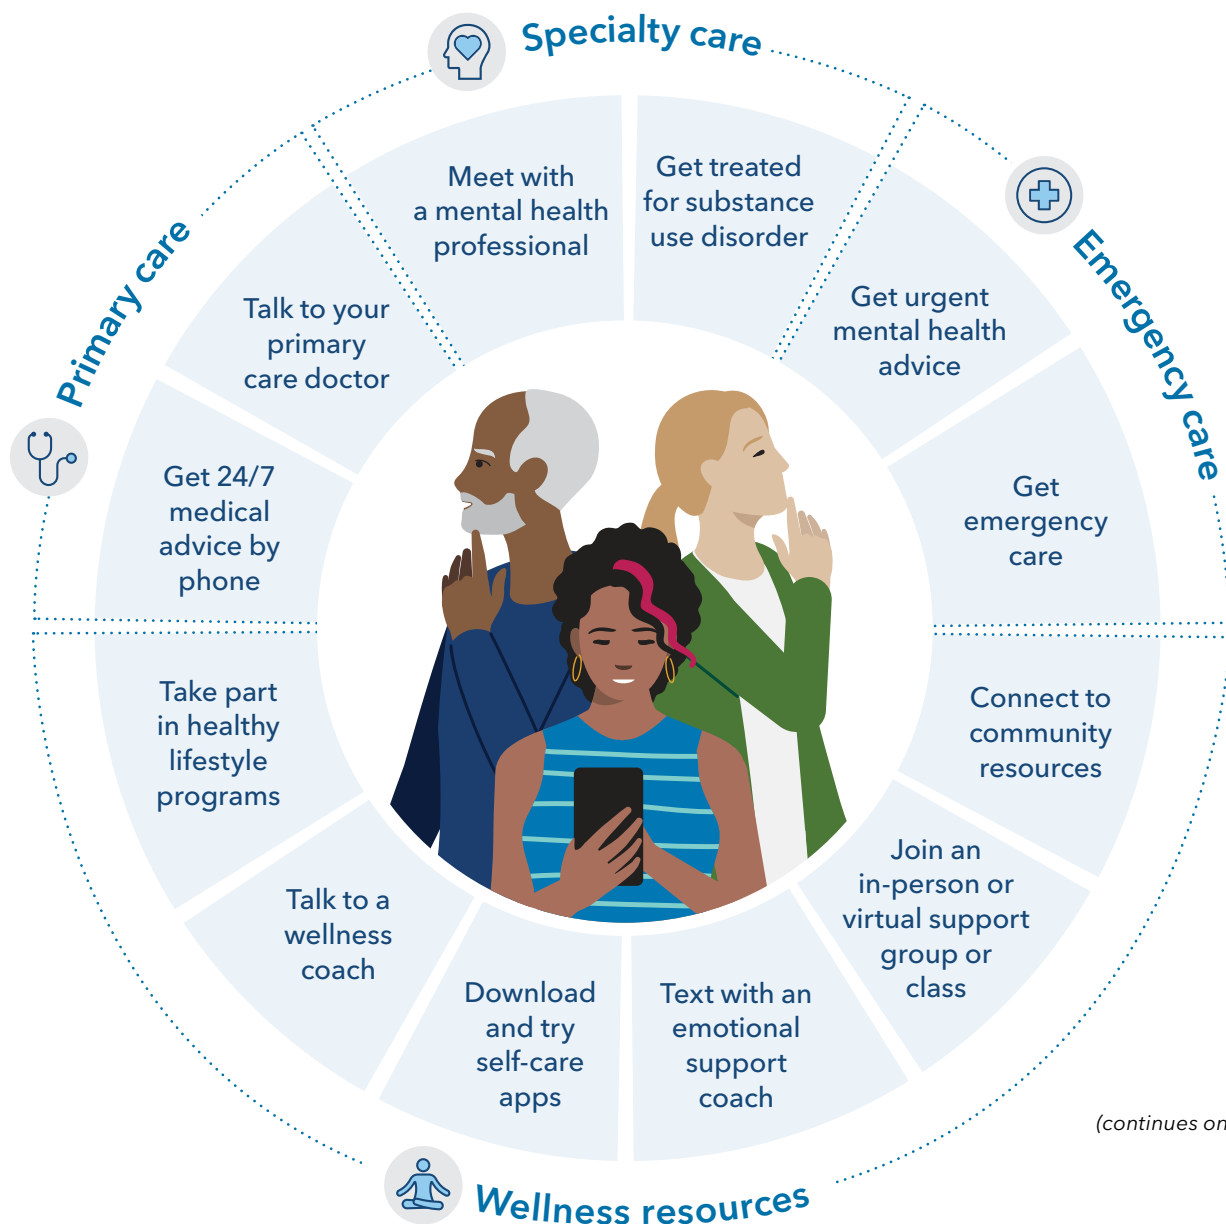 Specialty care
Meet with
a mental health
professional
Get treated
for substance
use disorder
Emergency care
Get urgent
mental health
advice
Get
emergency
care
Primary care
Talk to your
primary
care doctor
Get 24/7
medical
advice by
phone
Take part
in healthy
lifestyle
programs
Talk to a
wellness
coach
Download
and try
self-care
apps
Text with an
emotional
support
coach
Join an
in-person or
virtual support
group or
class
Connect to
community
resources
Wellness resources
(continues on